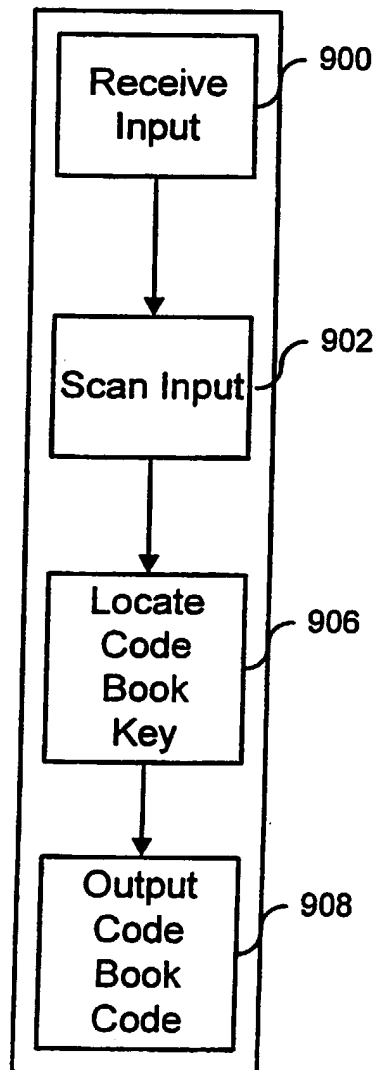 Receive
Input
900
Scan Input
902
Locate
Code
Book
Key
906
Output
Code
Book
Code
908